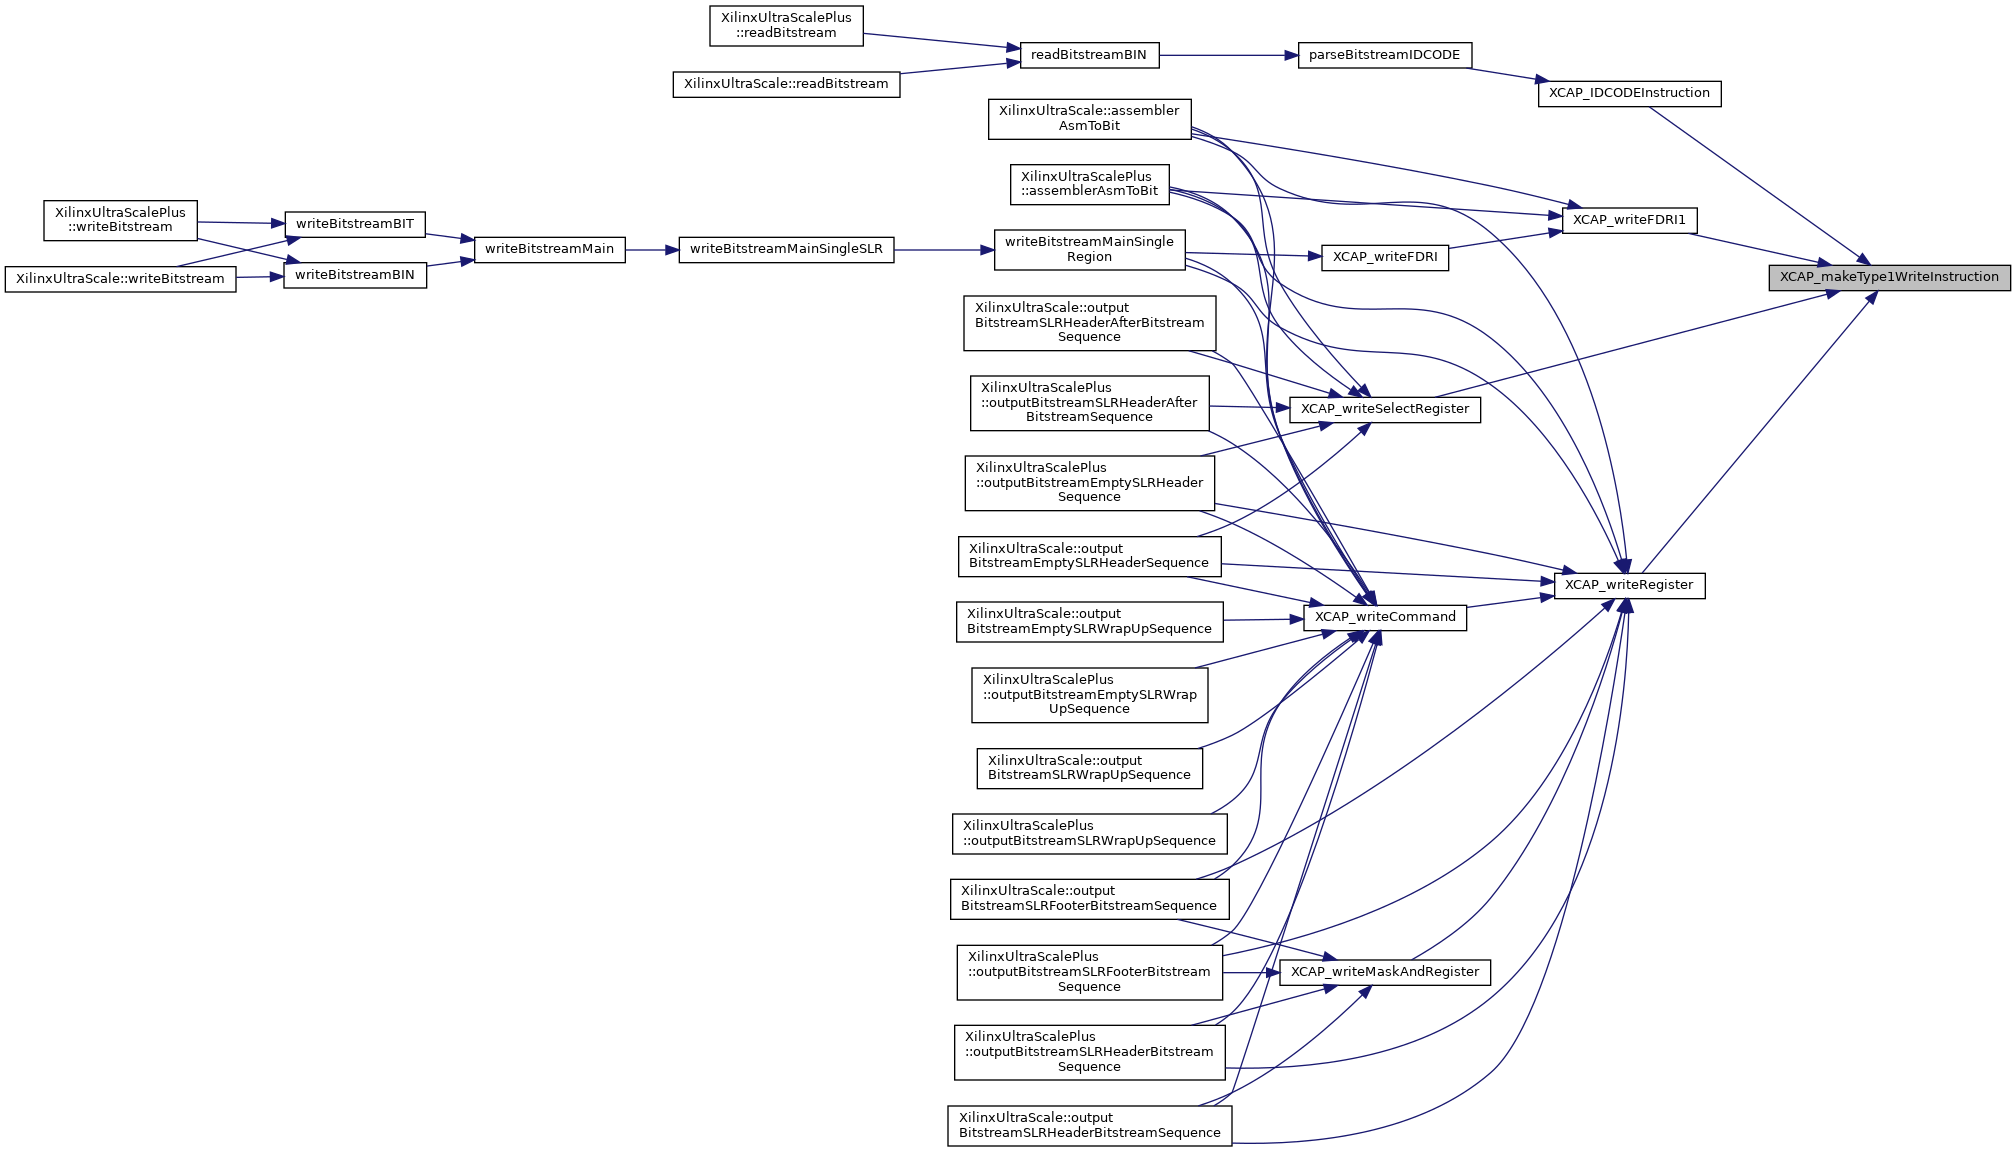 XilinxUltraScalePlus
::readBitstream
readBitstreamBIN
parseBitstreamIDCODE
XilinxUltraScale::readBitstream
XCAP_IDCODEInstruction
XilinxUltraScale::assembler
AsmToBit
XilinxUltraScalePlus
::assemblerAsmToBit
XilinxUltraScalePlus
::writeBitstream
writeBitstreamBIT
XCAP_writeFDRI1
writeBitstreamMain
writeBitstreamMainSingleSLR
writeBitstreamMainSingle
Region
XCAP_writeFDRI
XilinxUltraScale::writeBitstream
writeBitstreamBIN
XCAP_makeType1WriteInstruction
XilinxUltraScale::output
BitstreamSLRHeaderAfterBitstream
Sequence
XilinxUltraScalePlus
::outputBitstreamSLRHeaderAfter
BitstreamSequence
XCAP_writeSelectRegister
XilinxUltraScalePlus
::outputBitstreamEmptySLRHeader
Sequence
XilinxUltraScale::output
BitstreamEmptySLRHeaderSequence
XCAP_writeRegister
XilinxUltraScale::output
BitstreamEmptySLRWrapUpSequence
XCAP_writeCommand
XilinxUltraScalePlus
::outputBitstreamEmptySLRWrap
UpSequence
XilinxUltraScale::output
BitstreamSLRWrapUpSequence
XilinxUltraScalePlus
::outputBitstreamSLRWrapUpSequence
XilinxUltraScale::output
BitstreamSLRFooterBitstreamSequence
XilinxUltraScalePlus
::outputBitstreamSLRFooterBitstream
Sequence
XCAP_writeMaskAndRegister
XilinxUltraScalePlus
::outputBitstreamSLRHeaderBitstream
Sequence
XilinxUltraScale::output
BitstreamSLRHeaderBitstreamSequence